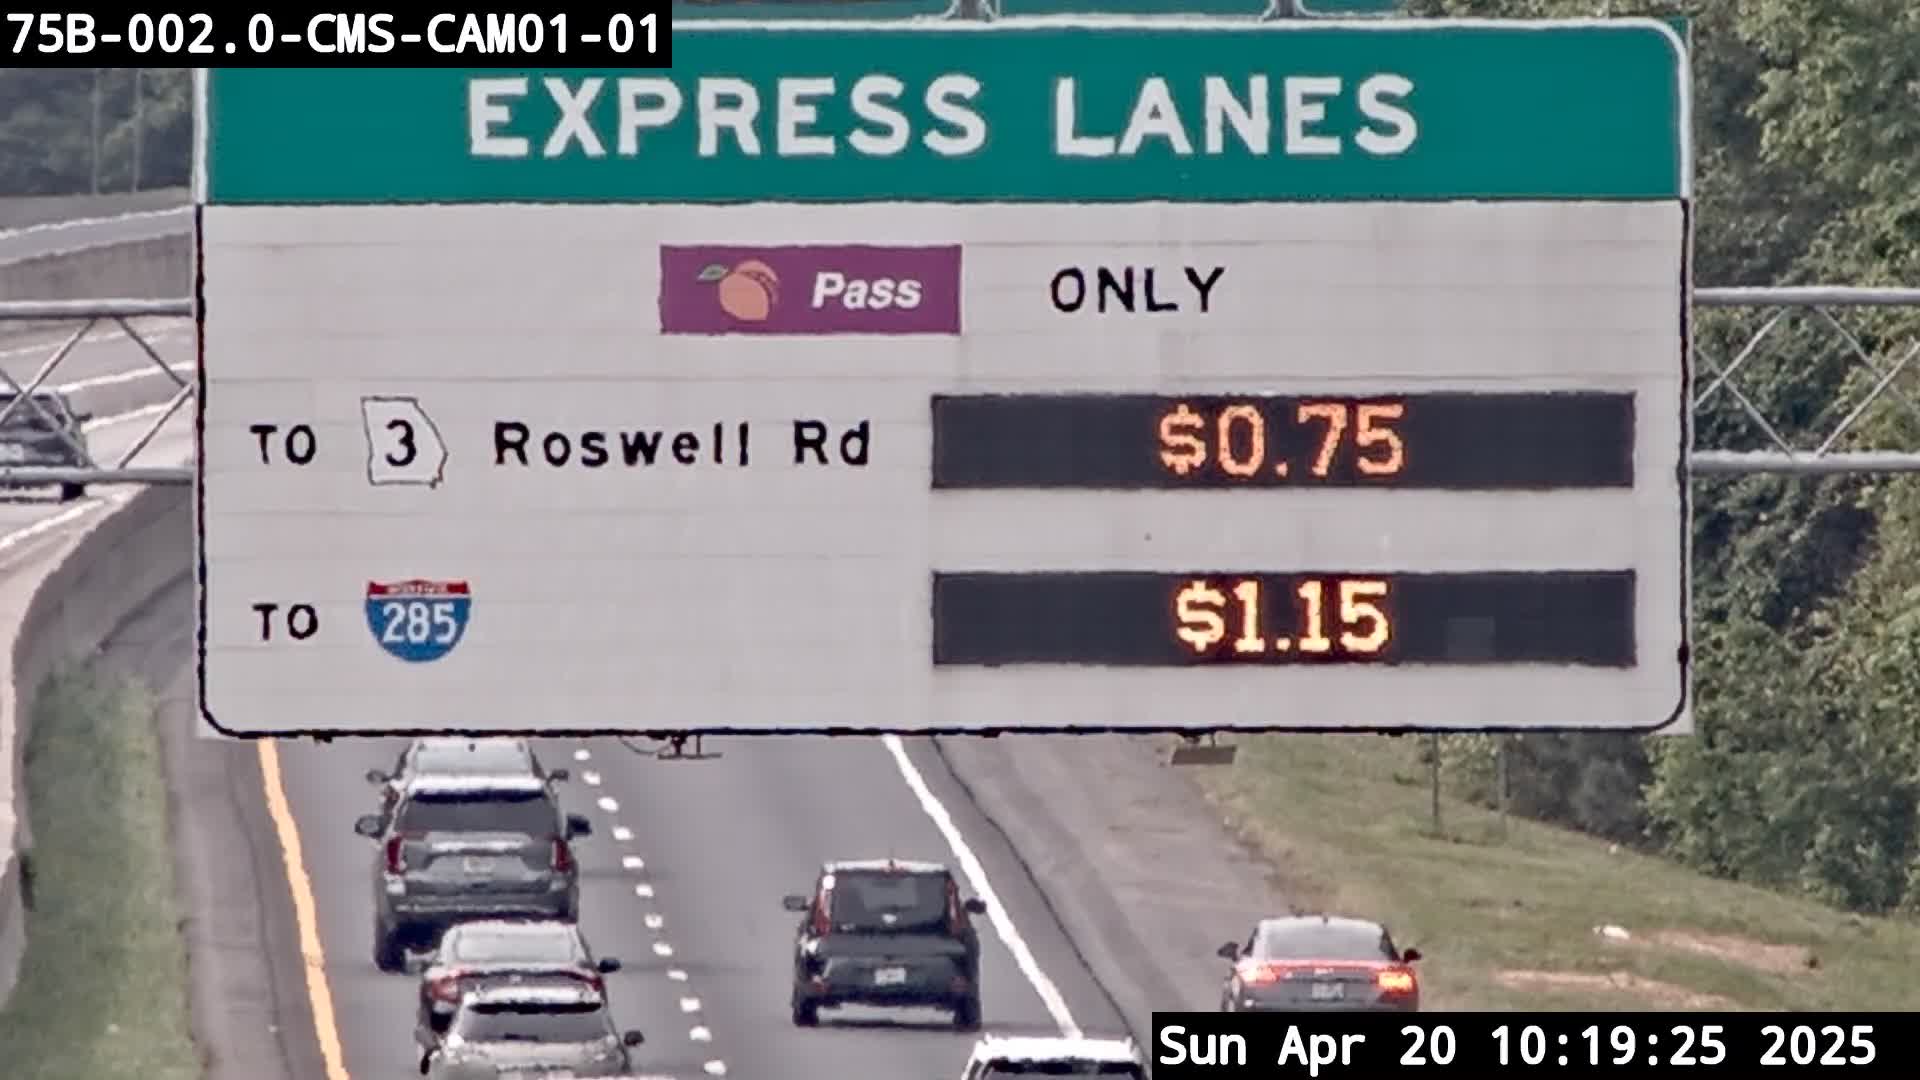 75B-002.0-CMS-CAM01-01
EXPRESS LANES
Pass ONLY
TO 3 Roswell Rd $0.75
TO 285 $1.15
Sun Apr 20 10:19:25 2025